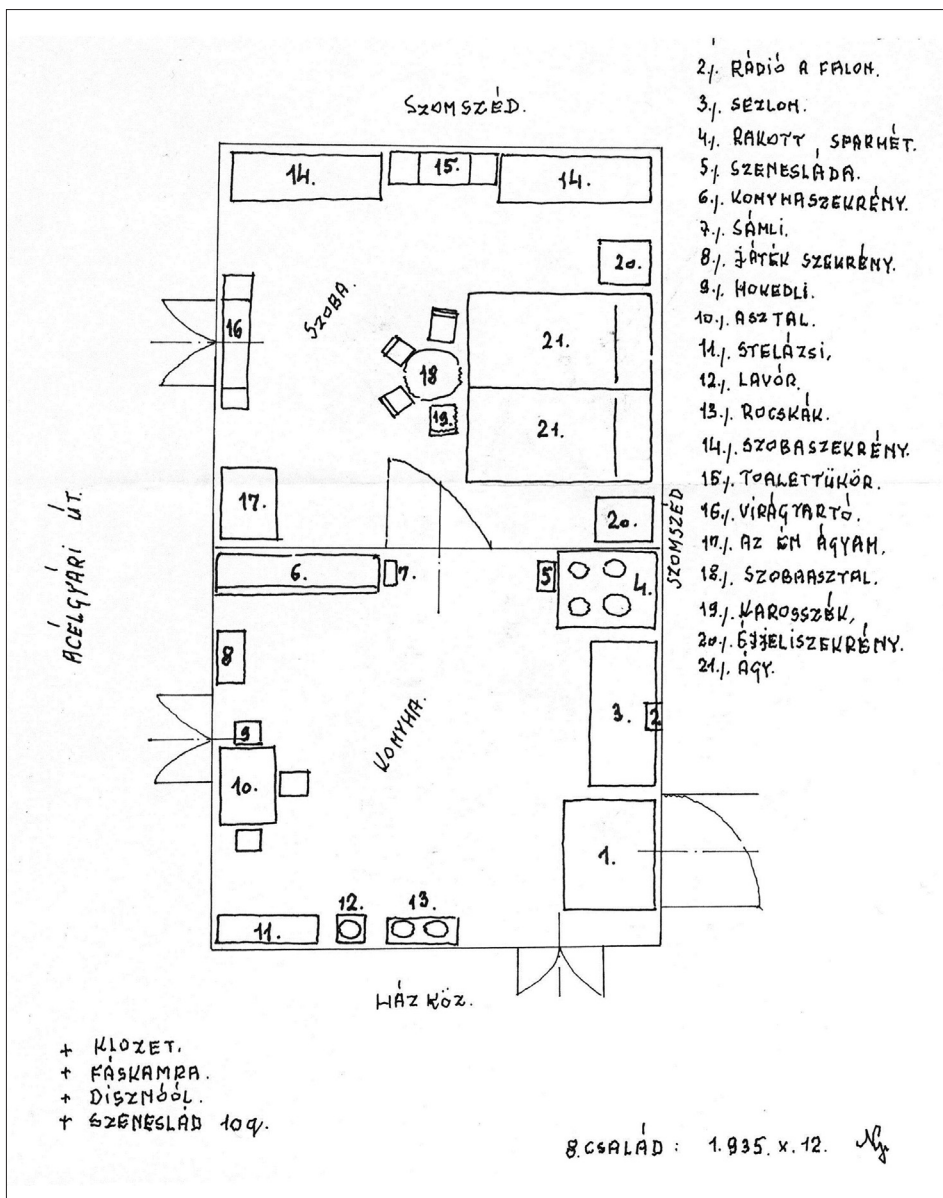 SZOMSZÉD.
2./. RÁDIÓ A FALON.
3./. SEZLON.
4./. RAKOTT SPARHÉT.
5./. SZENESLÁDA.
6./. KONYHASZEKRÉNY.
7./. SÁMLI.
8./. JÁTÉK SZEKRÉNY.
9./. HOKEDLI.
10./. ASZTAL.
11./. STELÁZSI,
12./. LAVÓR.
13./. ROCSKÁK.
14./. SZOBASZEKRÉNY.
15./. TOALETTÜKÖR.
16./. VIRÁGYARTÓ.
17./. AZ ÉN ÁGYAM.
18./. SZOBAASZTAL.
19./. KAROSSZÉK,
20./. ÉJJELISZEKRÉNY.
21./. ÁGY.
14.
15.
14.
20.
SZOBA.
16
21.
18
19.
21.
17.
20.
SZOMSZÉD
ACÉLGYÁRI ÚT.
6.
7.
5
4.
8
3.
2
KONYHA.
9
10.
1.
11.
12.
13.
HÁZ KÖZ.
+ KLOZET.
+ FÁSKAMRA.
+ DISZNÓÓL.
+ SZENESLÁD 10q.
8. CSALÁD : 1.935. x. 12. Nj.